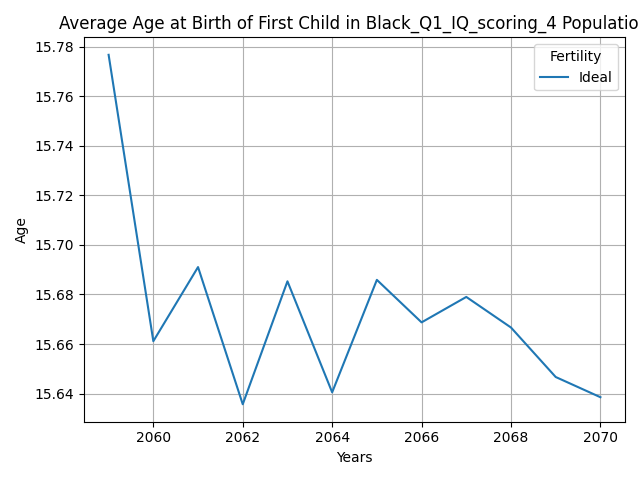 Average Age at Birth of First Child in Black_Q1_IQ_scoring_4 Populatio
Fertility
Ideal
15.78
15.76
15.74
15.72
15.70
15.68
15.66
15.64
Age
2060 2062 2064 2066 2068 2070
Years